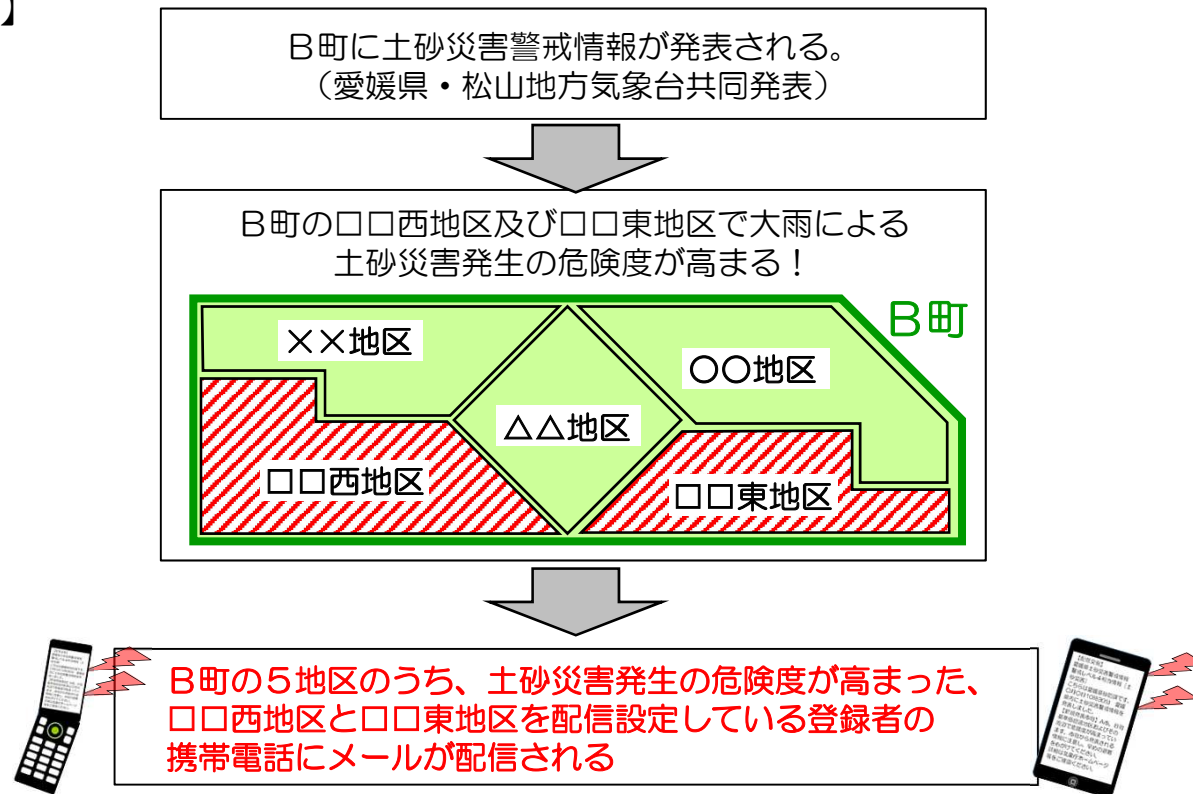 】
B町に土砂災害警戒情報が発表される。
（愛媛県・松山地方気象台共同発表）
B町の□□西地区及び□□東地区で大雨による
土砂災害発生の危険度が高まる！
B町
××地区
〇〇地区
△△地区
□□西地区
□□東地区
B町の５地区のうち、土砂災害発生の危険度が高まった、
□□西地区と□□東地区を配信設定している登録者の
携帯電話にメールが配信される